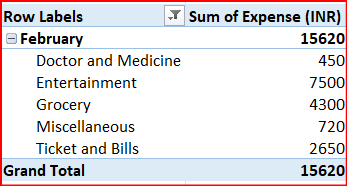 Row Labels Sum of Expense (INR)
February 15620
Doctor and Medicine 450
Entertainment 7500
Grocery 4300
Miscellaneous 720
Ticket and Bills 2650
Grand Total 15620